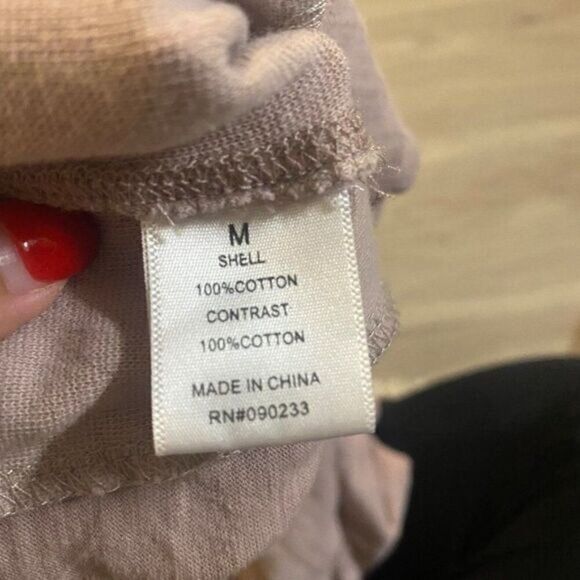 M
SHELL
100%COTTON
CONTRAST
100%COTTON
MADE IN CHINA
RN#090233